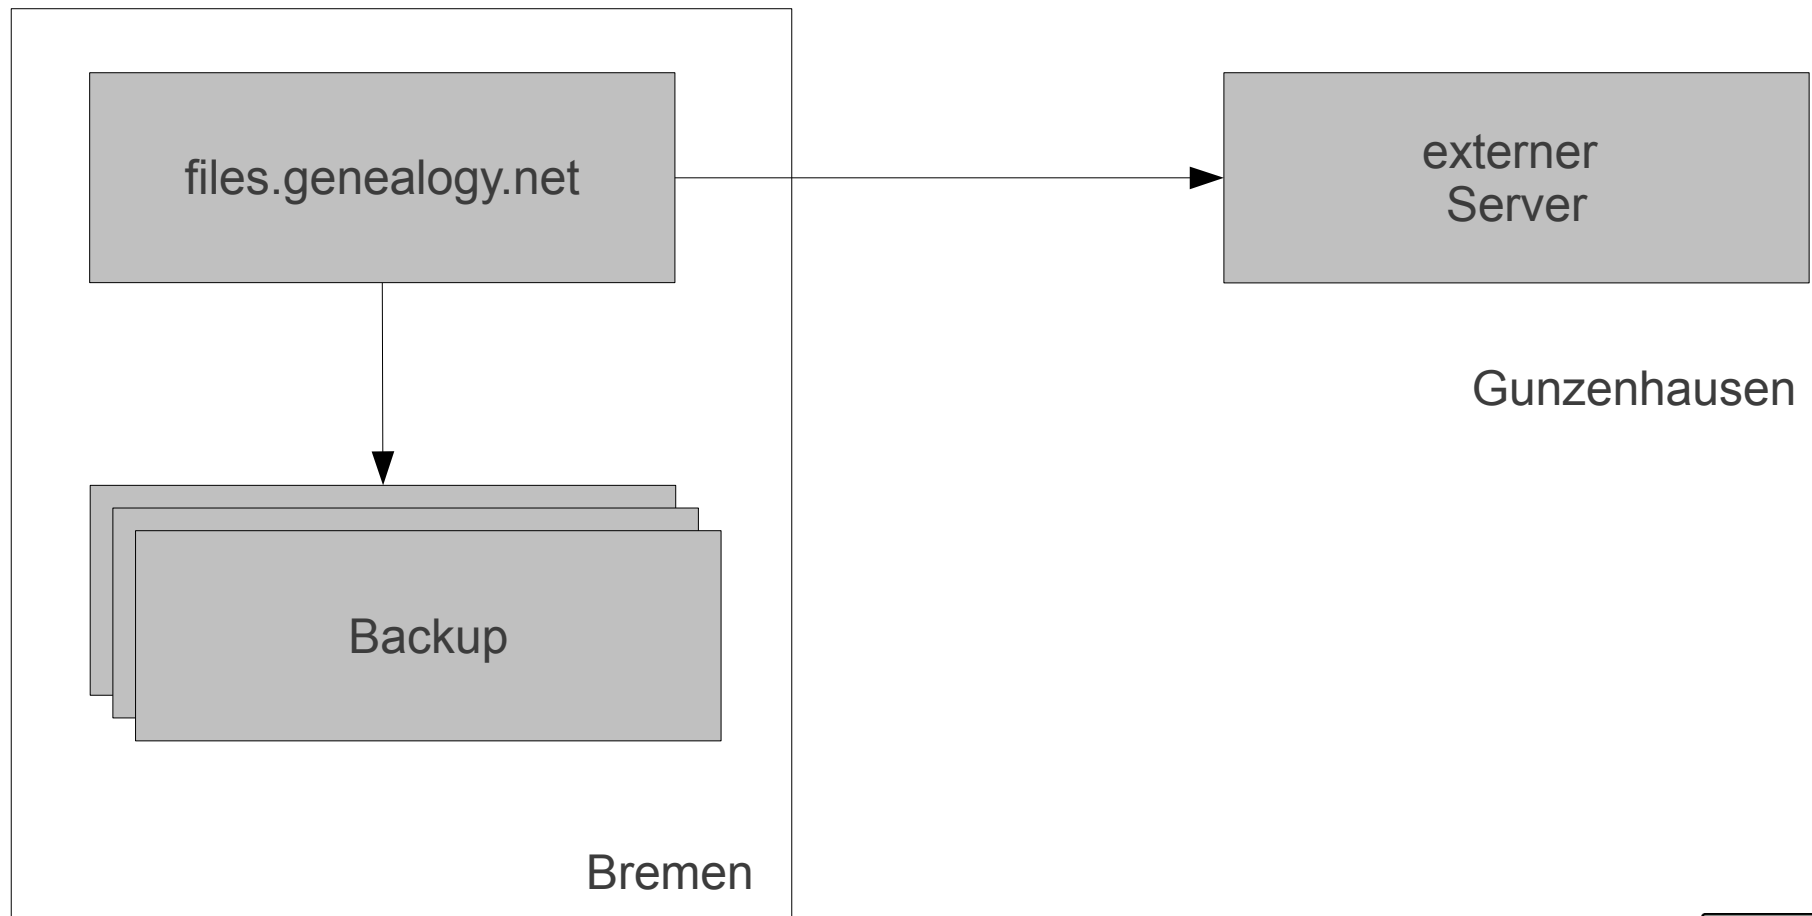 files.genealogy.net
externer
Server
Gunzenhausen
Backup
Bremen